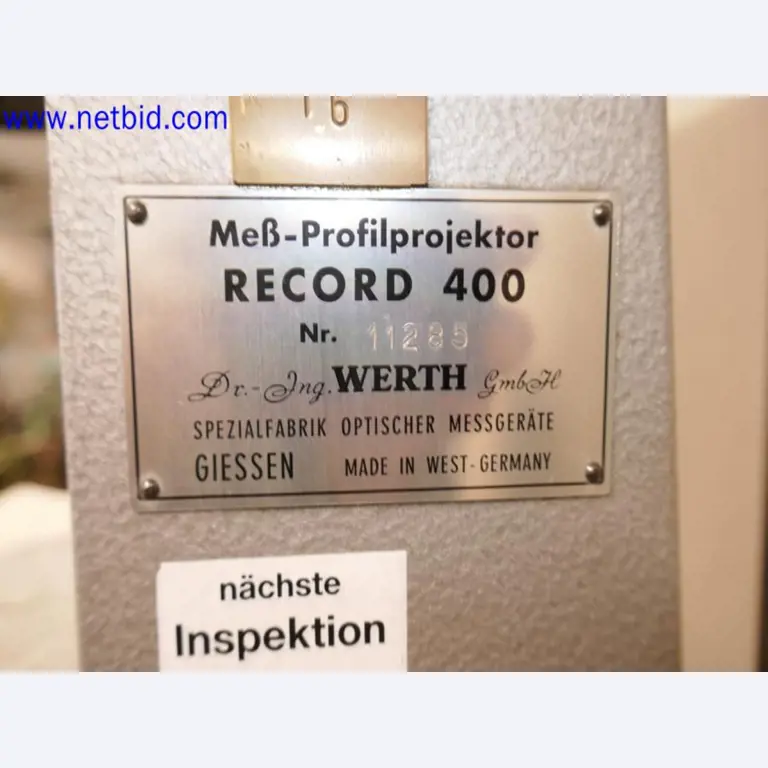 www.netbid.com
16
Meß-Profilprojektor
RECORD 400
Nr. 11285
Dr.-Ing. WERTH GmbH
SPEZIALFABRIK OPTISCHER MESSGERÄTE
GIESSEN MADE IN WEST-GERMANY
nächste
Inspektion